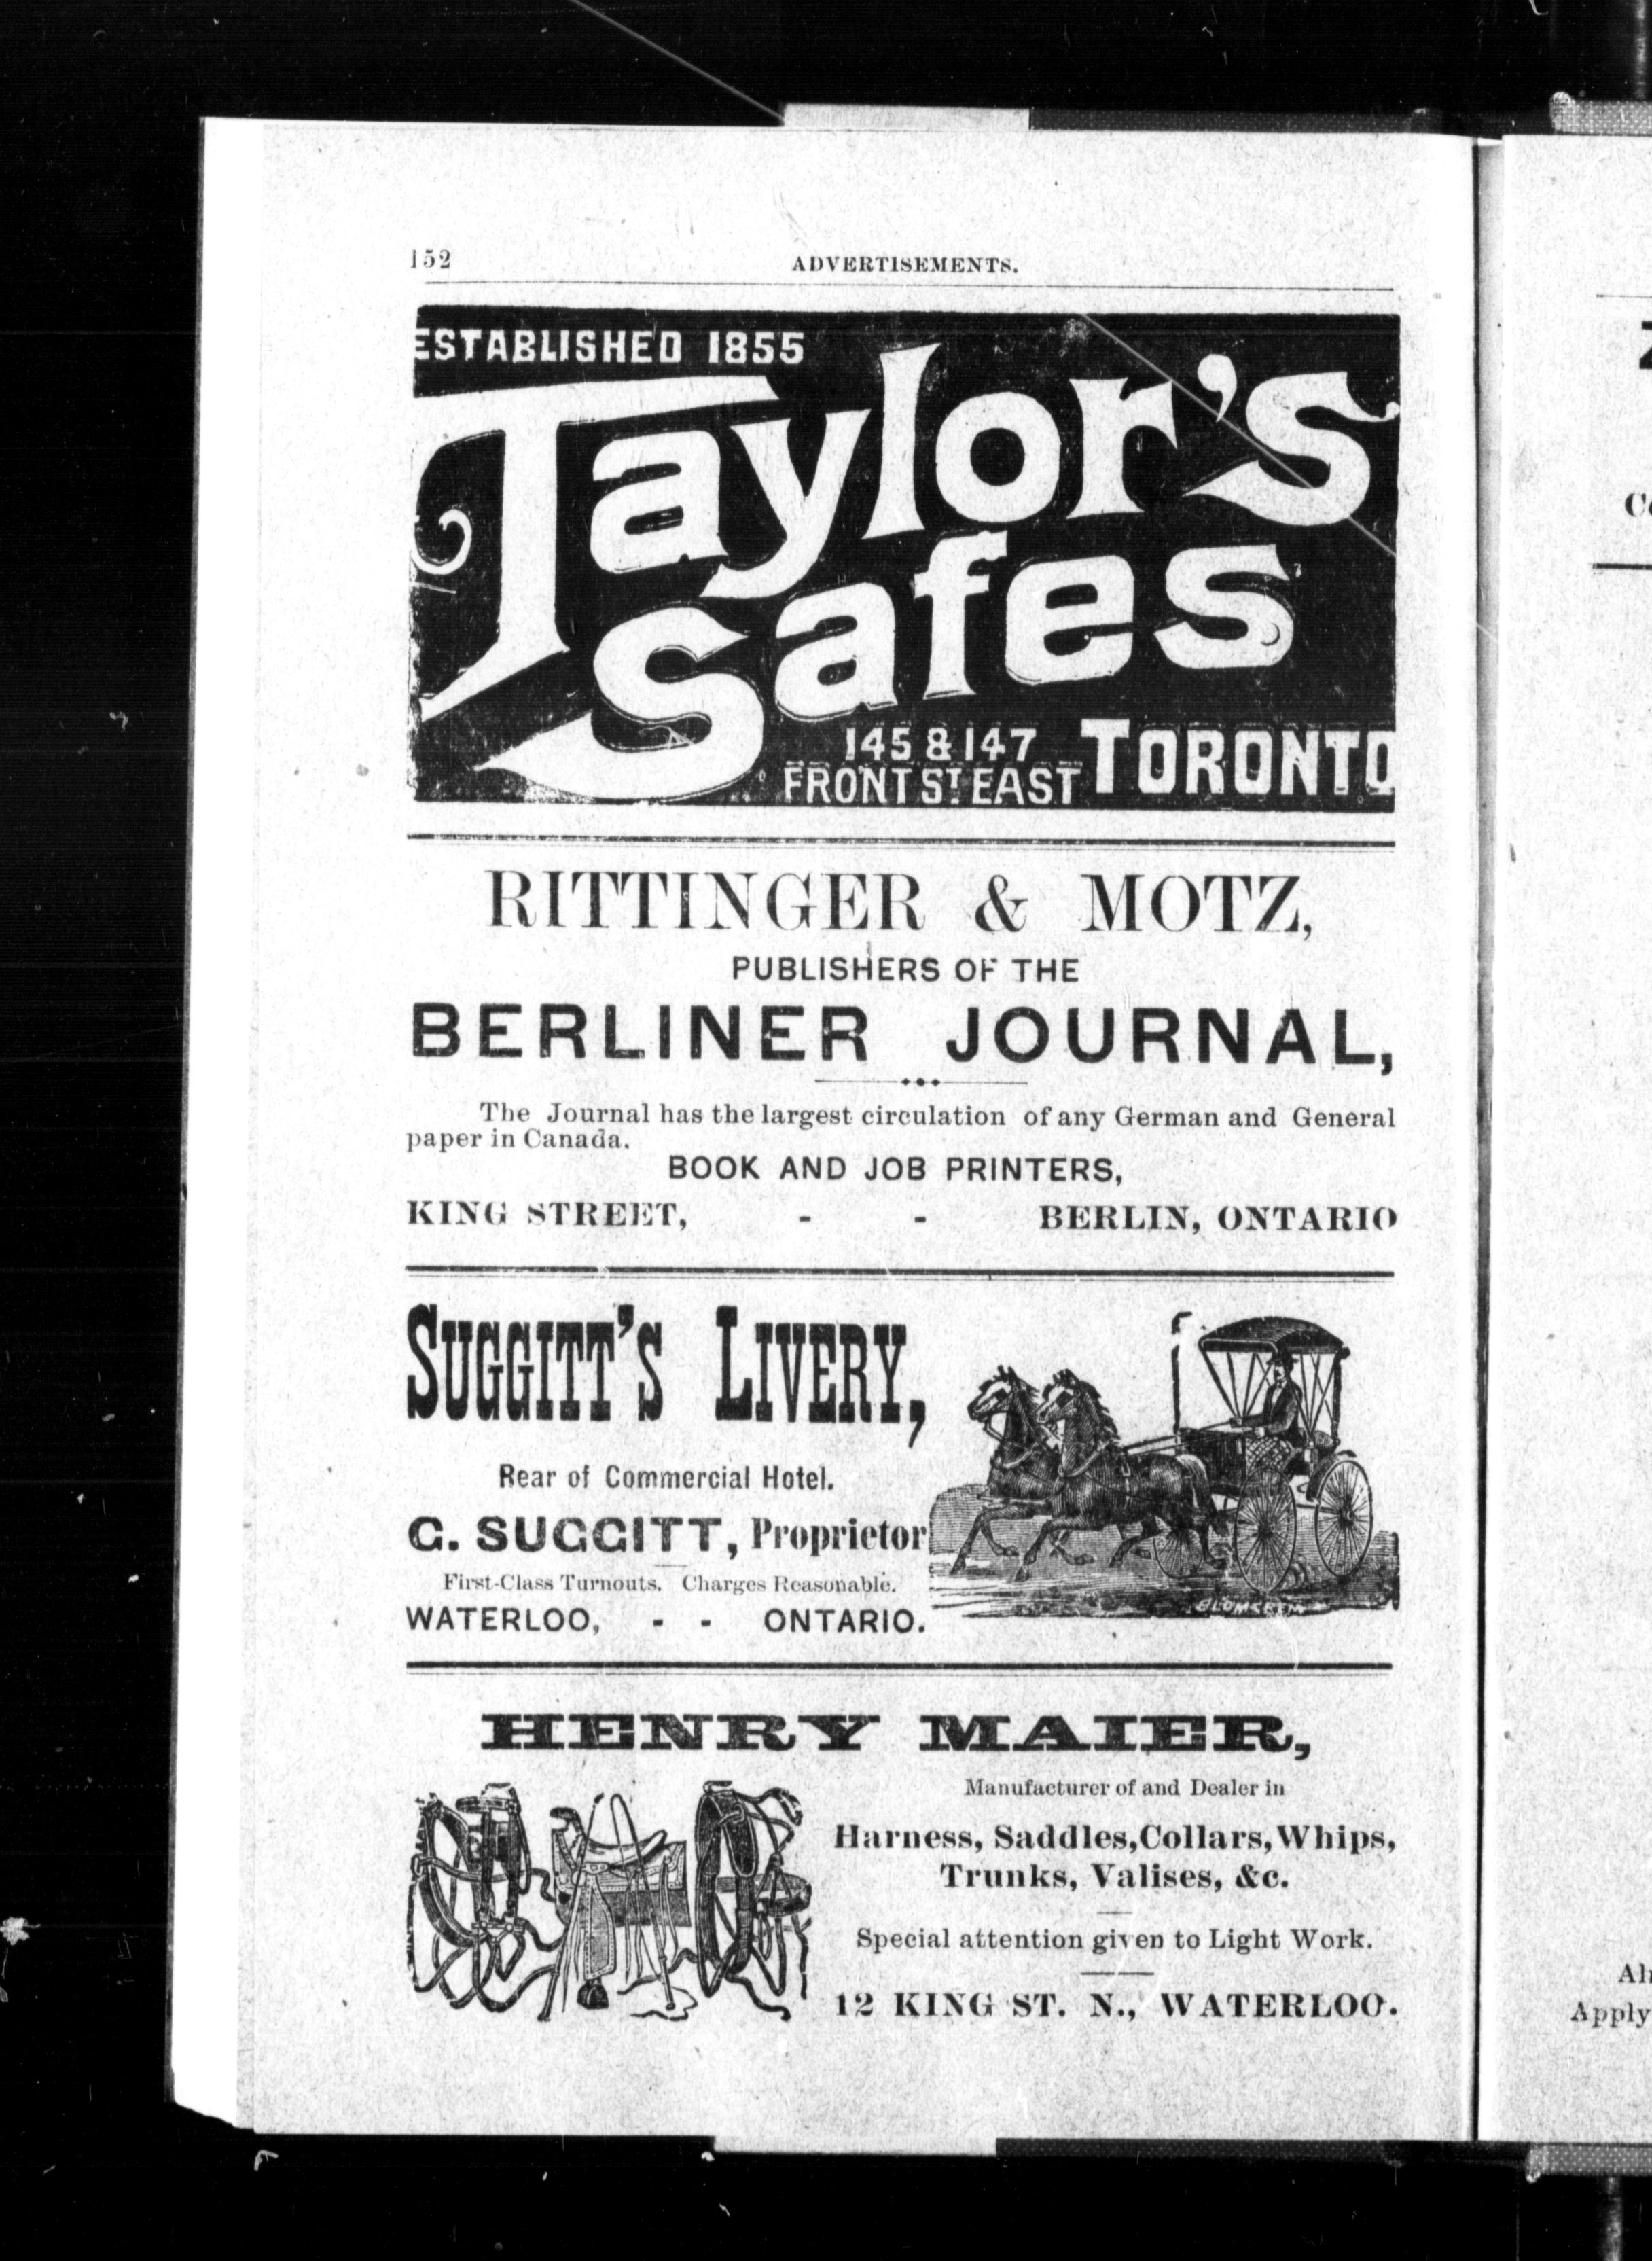 152
ADVERTISEMENTS.
ESTABLISHED 1855
Taylor's
Safes
145 & 147
FRONT ST. EAST
TORONTO
RITTINGER & MOTZ,
PUBLISHERS OF THE
BERLINER JOURNAL,
The Journal has the largest circulation of any German and General
paper in Canada.
BOOK AND JOB PRINTERS,
KING STREET, - - BERLIN, ONTARIO
SUGGITT'S LIVERY,
Rear of Commercial Hotel.
C. SUGGITT, Proprietor
First-Class Turnouts. Charges Reasonable.
WATERLOO, - - ONTARIO.
HENRY MAIER,
Manufacturer of and Dealer in
Harness, Saddles, Collars, Whips,
Trunks, Valises, &c.
Special attention given to Light Work.
12 KING ST. N., WATERLOO.
Apply